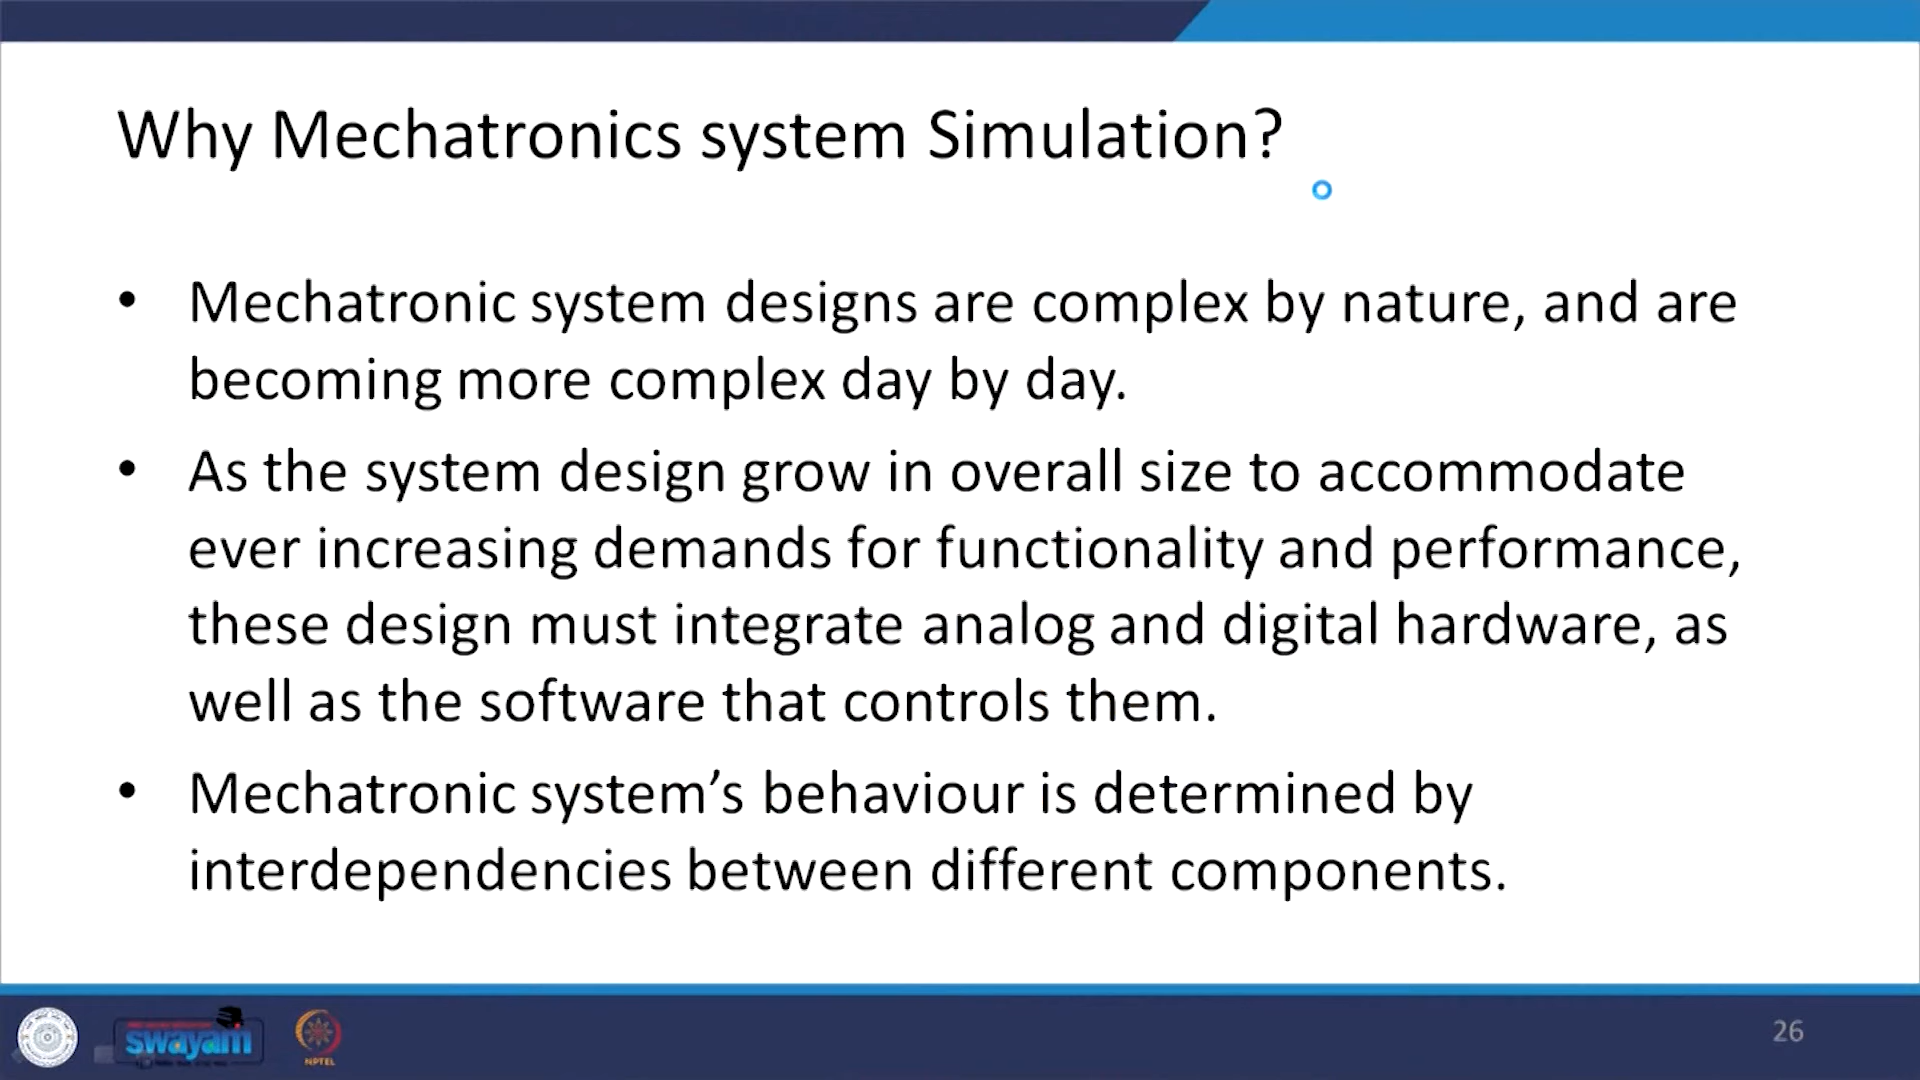 Why Mechatronics system Simulation?
• Mechatronic system designs are complex by nature, and are
becoming more complex day by day.
• As the system design grow in overall size to accommodate
ever increasing demands for functionality and performance,
these design must integrate analog and digital hardware, as
well as the software that controls them.
• Mechatronic system’s behaviour is determined by
interdependencies between different components.
swayam
NPTEL
26